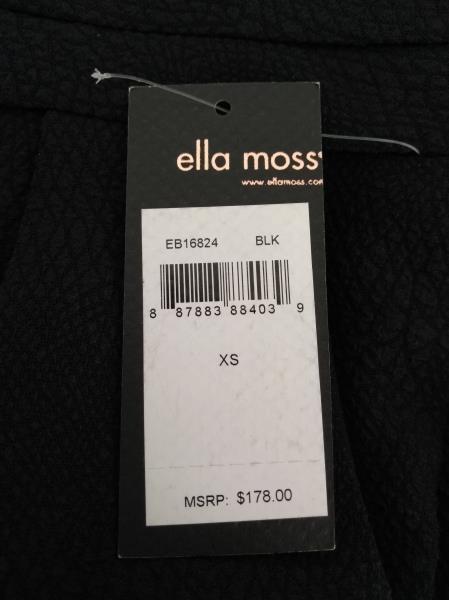 ella moss
www.ellamoss.com
EB16824 BLK
8 87883 88403 9
XS
MSRP: $178.00